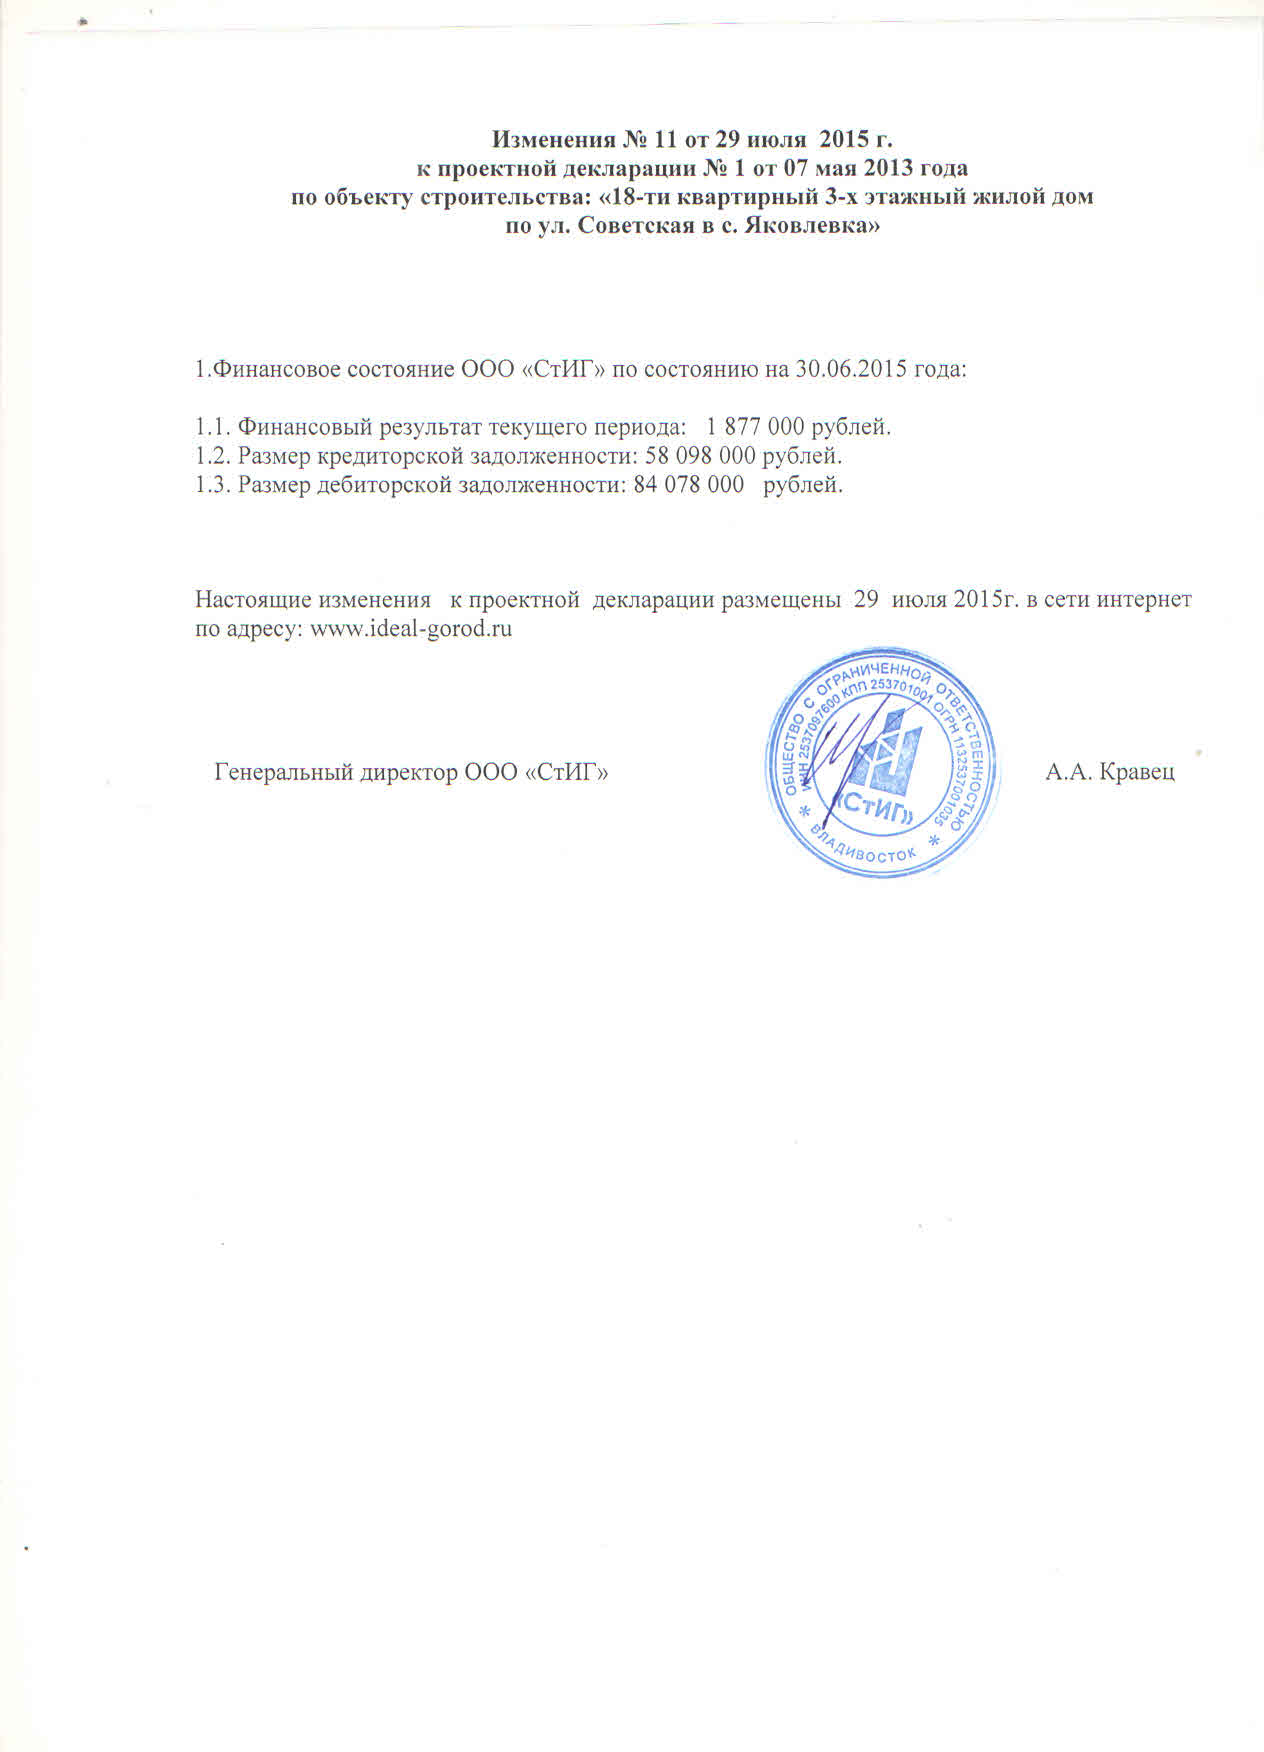 Изменения № 11 от 29 июля 2015 г.
к проектной декларации № 1 от 07 мая 2013 года
по объекту строительства: «18-ти квартирный 3-х этажный жилой дом
по ул. Советская в с. Яковлевка»
1.Финансовое состояние ООО «СтИГ» по состоянию на 30.06.2015 года:
1.1. Финансовый результат текущего периода: 1 877 000 рублей.
1.2. Размер кредиторской задолженности: 58 098 000 рублей.
1.3. Размер дебиторской задолженности: 84 078 000 рублей.
Настоящие изменения к проектной декларации размещены 29 июля 2015г. в сети интернет
по адресу: www.ideal-gorod.ru
Генеральный директор ООО «СтИГ» А.А. Кравец
ОБЩЕСТВО С ОГРАНИЧЕННОЙ ОТВЕТСТВЕННОСТЬЮ
ИНН 2537097600 КПП 253701001 ОГРН 1132537001035
«СтИГ»
* ВЛАДИВОСТОК *